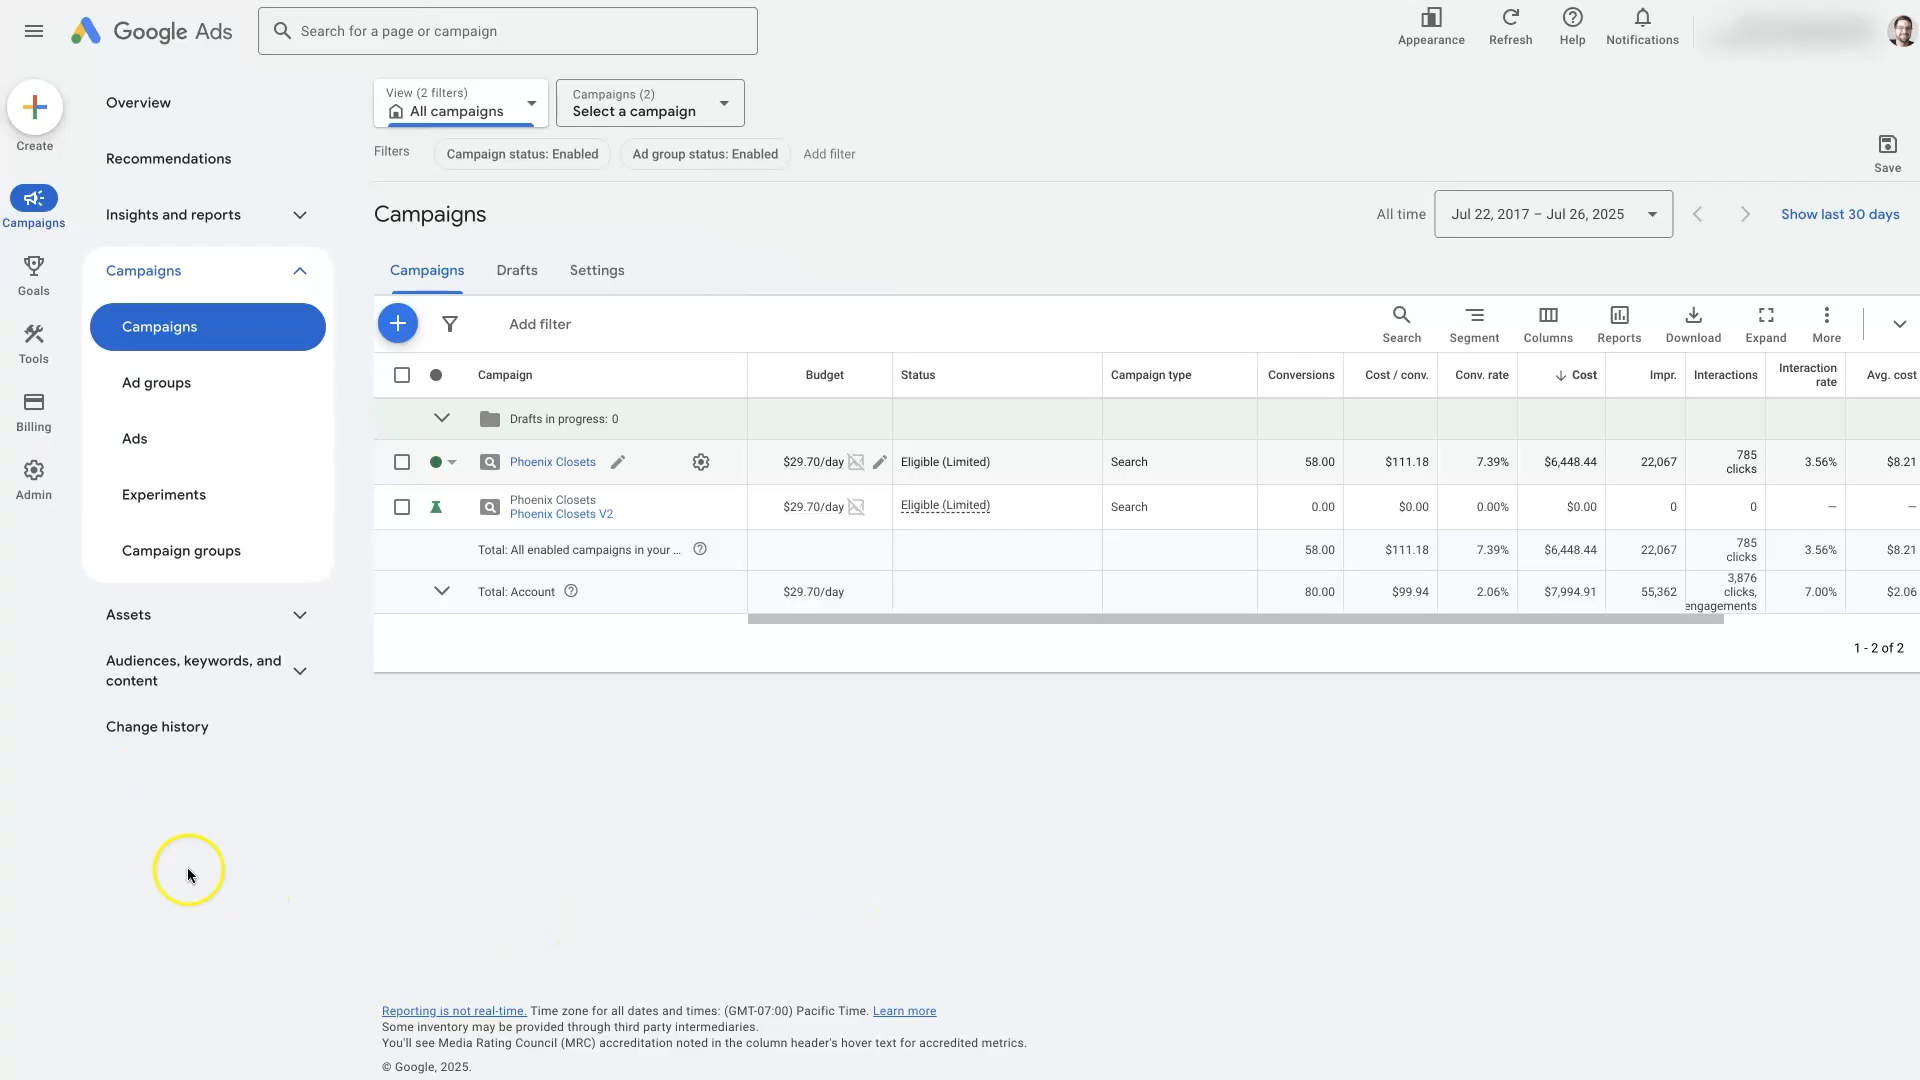 Google Ads
Search for a page or campaign
Appearance
Refresh
Help
Notifications
Create
Campaigns
Goals
Tools
Billing
Admin
Overview
Recommendations
Insights and reports
Campaigns
Campaigns
Ad groups
Ads
Experiments
Campaign groups
Assets
Audiences, keywords, and
content
Change history
View (2 filters)
All campaigns
Campaigns (2)
Select a campaign
Filters
Campaign status: Enabled
Ad group status: Enabled
Add filter
Save
Campaigns
All time
Jul 22, 2017 – Jul 26, 2025
Show last 30 days
Campaigns
Drafts
Settings
Add filter
Search
Segment
Columns
Reports
Download
Expand
More
Campaign
Budget
Status
Campaign type
Conversions
Cost / conv.
Conv. rate
Cost
Impr.
Interactions
Interaction
rate
Avg. cost
Drafts in progress: 0
Phoenix Closets
$29.70/day
Eligible (Limited)
Search
58.00
$111.18
7.39%
$6,448.44
22,067
785
clicks
3.56%
$8.21
Phoenix Closets
Phoenix Closets V2
$29.70/day
Eligible (Limited)
Search
0.00
$0.00
0.00%
$0.00
0
0
—
—
Total: All enabled campaigns in your ...
58.00
$111.18
7.39%
$6,448.44
22,067
785
clicks
3.56%
$8.21
Total: Account
$29.70/day
80.00
$99.94
2.06%
$7,994.91
55,362
3,876
clicks,
engagements
7.00%
$2.06
1 - 2 of 2
Reporting is not real-time. Time zone for all dates and times: (GMT-07:00) Pacific Time. Learn more
Some inventory may be provided through third party intermediaries.
You'll see Media Rating Council (MRC) accreditation noted in the column header's hover text for accredited metrics.
© Google, 2025.